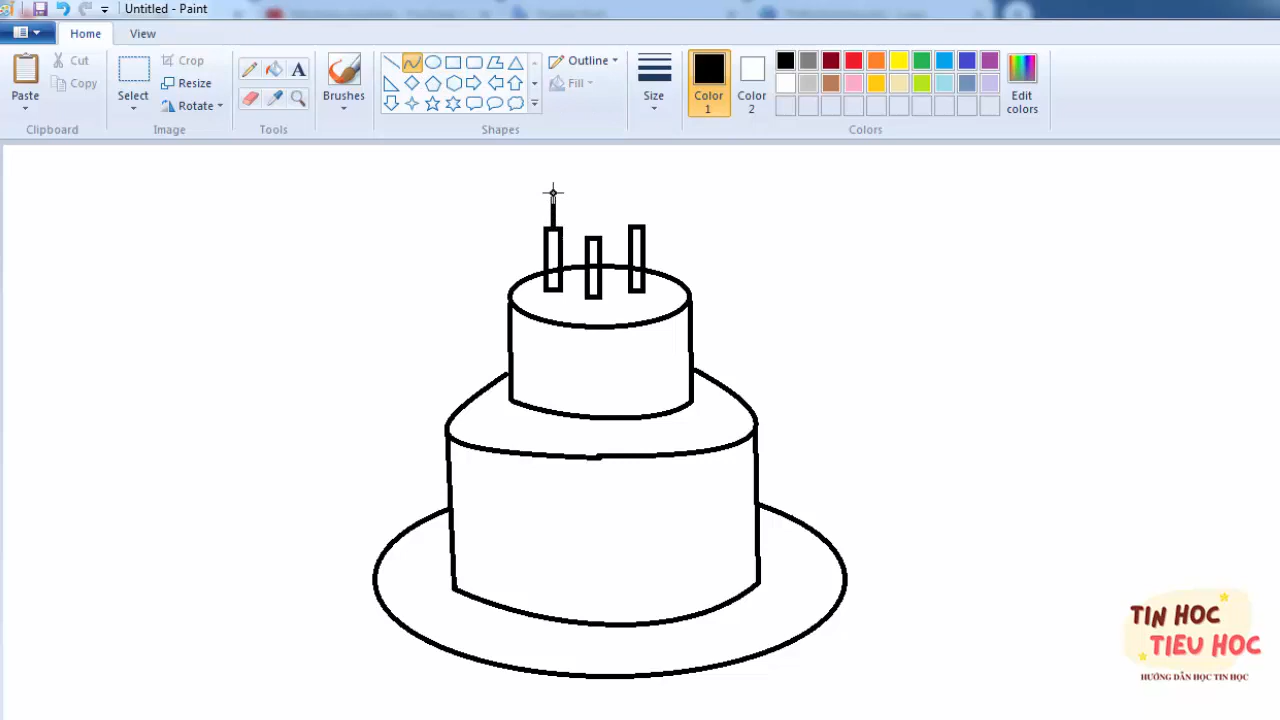 Untitled - Paint
Home View
Paste
Cut
Copy
Select
Crop
Resize
Rotate
Brushes
Outline
Fill
Size
Color 1
Color 2
Edit colors
Clipboard
Image
Tools
Shapes
Colors
TIN HOC
TIEU HOC
HƯỚNG DẪN HỌC TIN HỌC